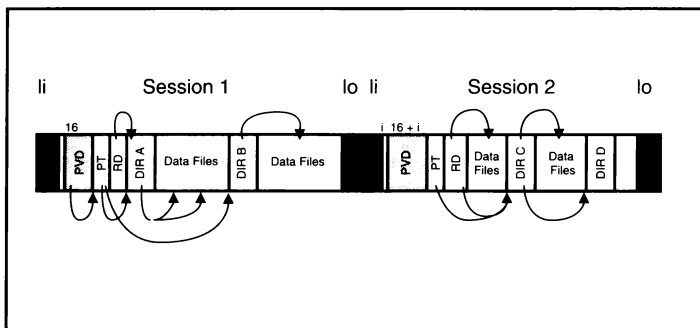 li Session 1 lo li Session 2 lo
16 i 16 + i
PVD PT RD DIR A Data Files DIR B Data Files PVD PT RD Data Files DIR C Data Files DIR D